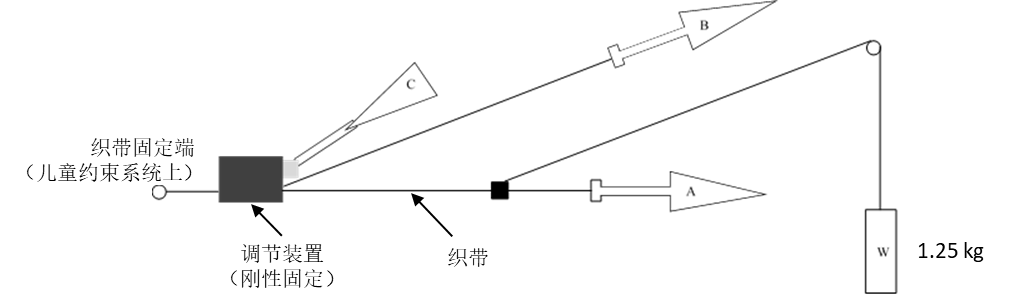 B
C
织带固定端
（儿童约束系统上）
A
调节装置
（刚性固定）
织带
W
1.25 kg